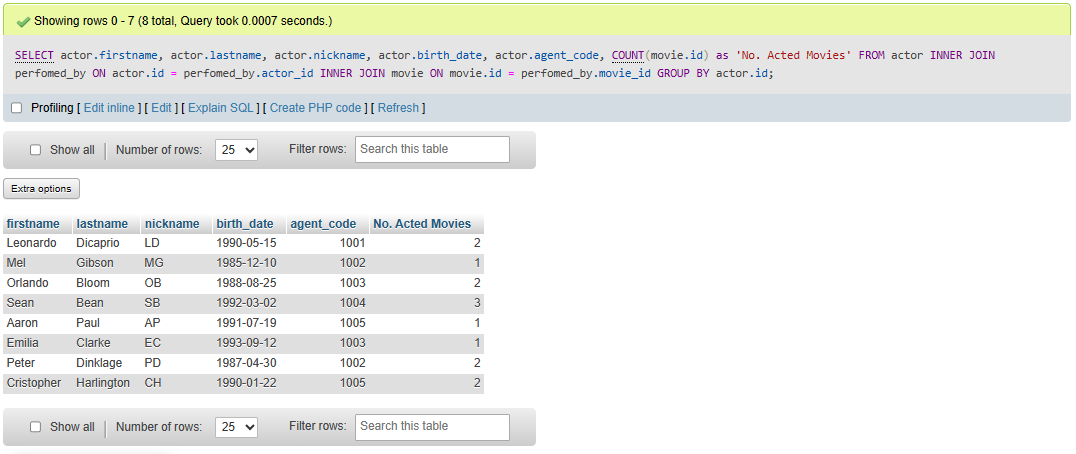 Showing rows 0 - 7 (8 total, Query took 0.0007 seconds.)
SELECT actor.firstname, actor.lastname, actor.nickname, actor.birth_date, actor.agent_code, COUNT(movie.id) as 'No. Acted Movies' FROM actor INNER JOIN
perfomed_by ON actor.id = perfomed_by.actor_id INNER JOIN movie ON movie.id = perfomed_by.movie_id GROUP BY actor.id;
Profiling [ Edit inline ] [ Edit ] [ Explain SQL ] [ Create PHP code ] [ Refresh ]
Show all | Number of rows: 25 Filter rows: Search this table
Extra options
firstname lastname nickname birth_date agent_code No. Acted Movies
Leonardo Dicaprio LD 1990-05-15 1001 2
Mel Gibson MG 1985-12-10 1002 1
Orlando Bloom OB 1988-08-25 1003 2
Sean Bean SB 1992-03-02 1004 3
Aaron Paul AP 1991-07-19 1005 1
Emilia Clarke EC 1993-09-12 1003 1
Peter Dinklage PD 1987-04-30 1002 2
Cristopher Harlington CH 1990-01-22 1005 2
Show all | Number of rows: 25 Filter rows: Search this table